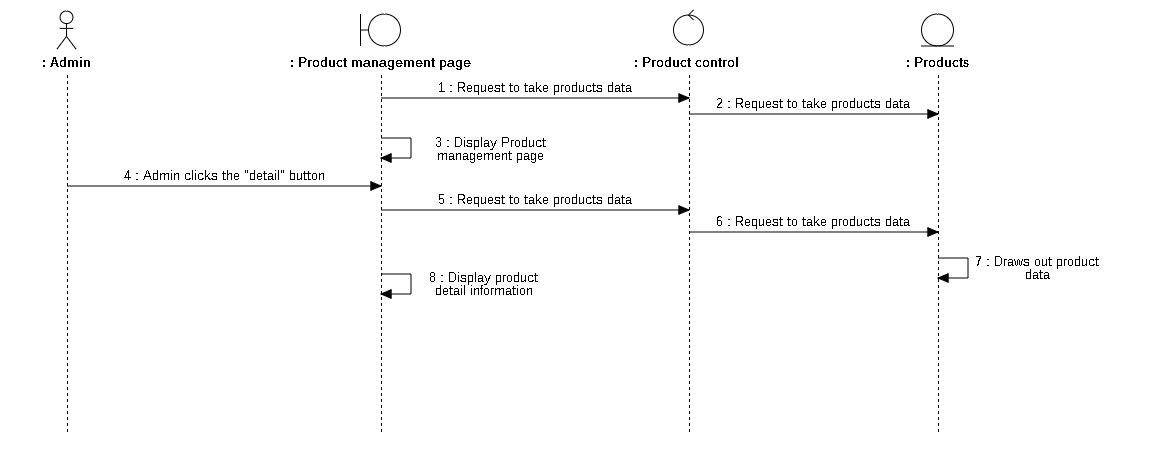 : Admin
: Product management page
: Product control
: Products
1 : Request to take products data
2 : Request to take products data
3 : Display Product
management page
4 : Admin clicks the "detail" button
5 : Request to take products data
6 : Request to take products data
7 : Draws out product
data
8 : Display product
detail information